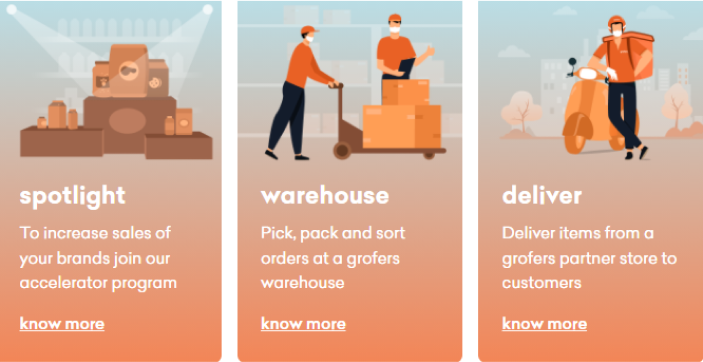 spotlight
To increase sales of
your brands join our
accelerator program
know more
warehouse
Pick, pack and sort
orders at a grofers
warehouse
know more
deliver
Deliver items from a
grofers partner store to
customers
know more